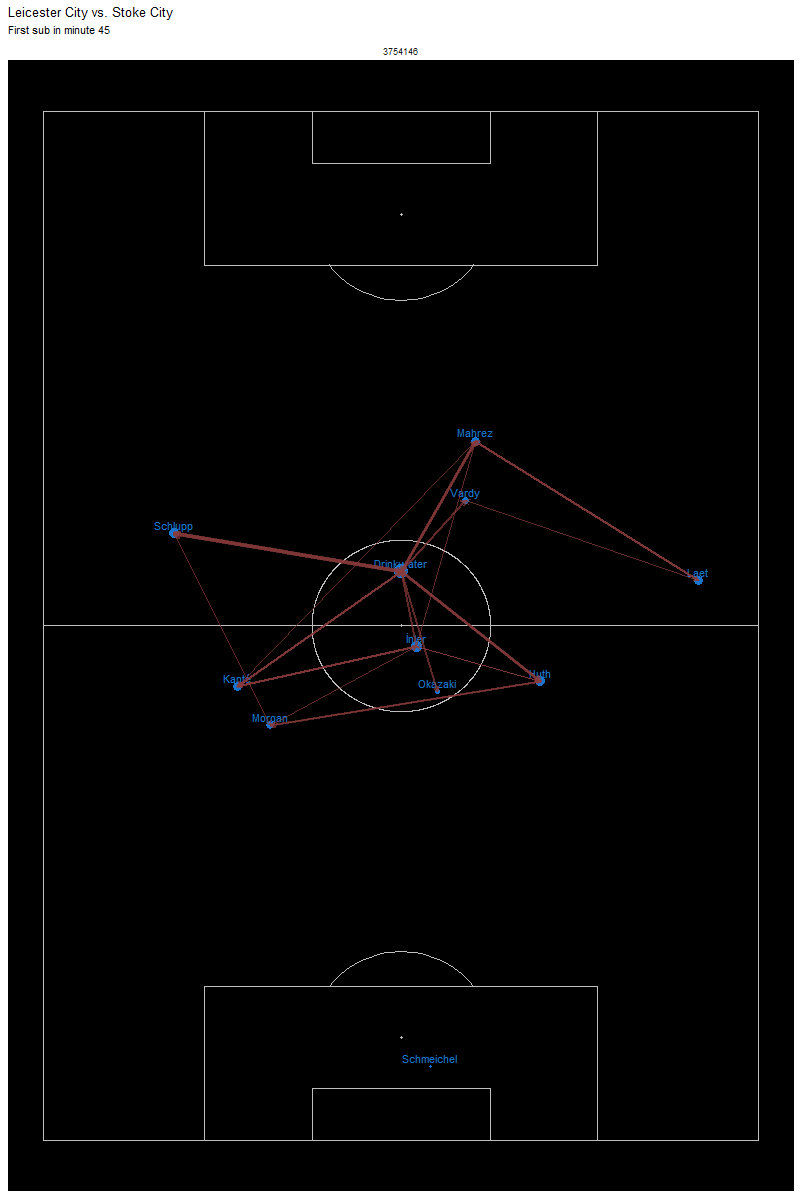 Leicester City vs. Stoke City
First sub in minute 45
3754146
Mahrez
Vardy
Schlupp
Drinkwater
Laet
Inler
Huth
Kanté
Okazaki
Morgan
Schmeichel